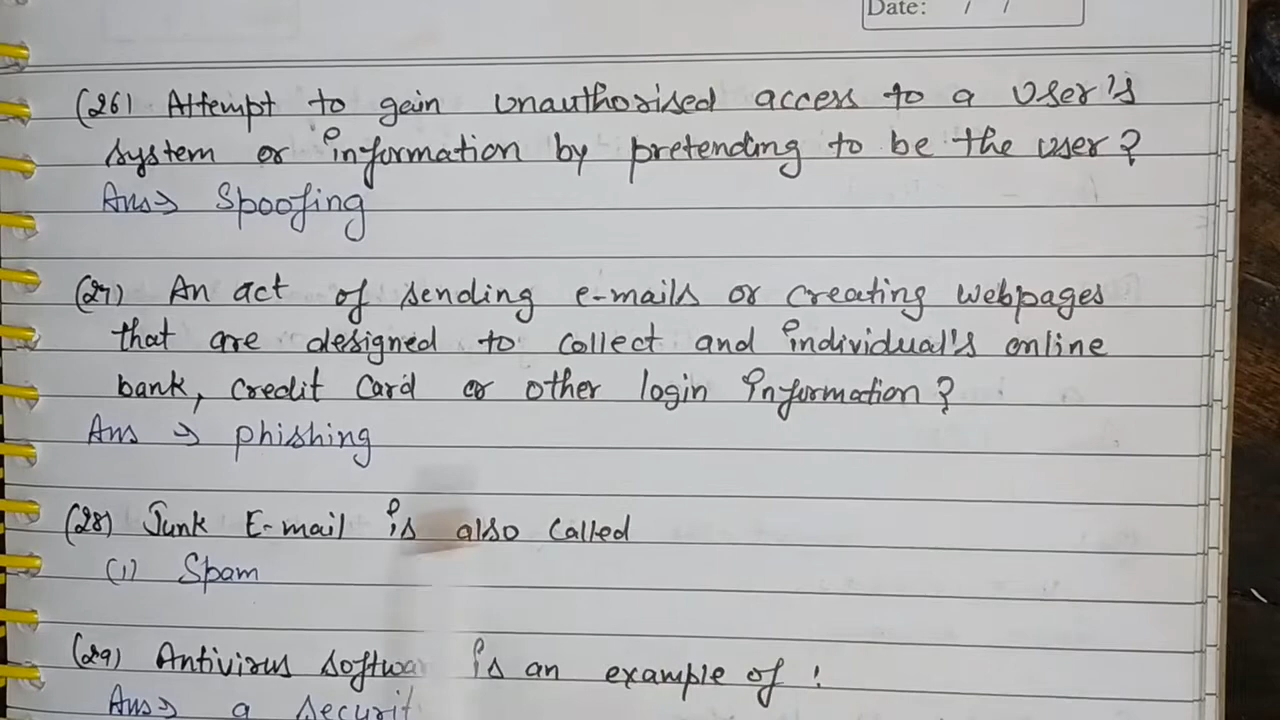 Date: / /
(26) Attempt to gain unauthorised access to a user's
system or information by pretending to be the user?
Ans→ Spoofing
(27) An act of sending e-mails or creating webpages
that are designed to collect and individual's online
bank, credit card or other login information?
Ans → phishing
(28) Junk E-mail is also called
(1) Spam
(29) Antivirus softwa is an example of :
Ans→ a securit